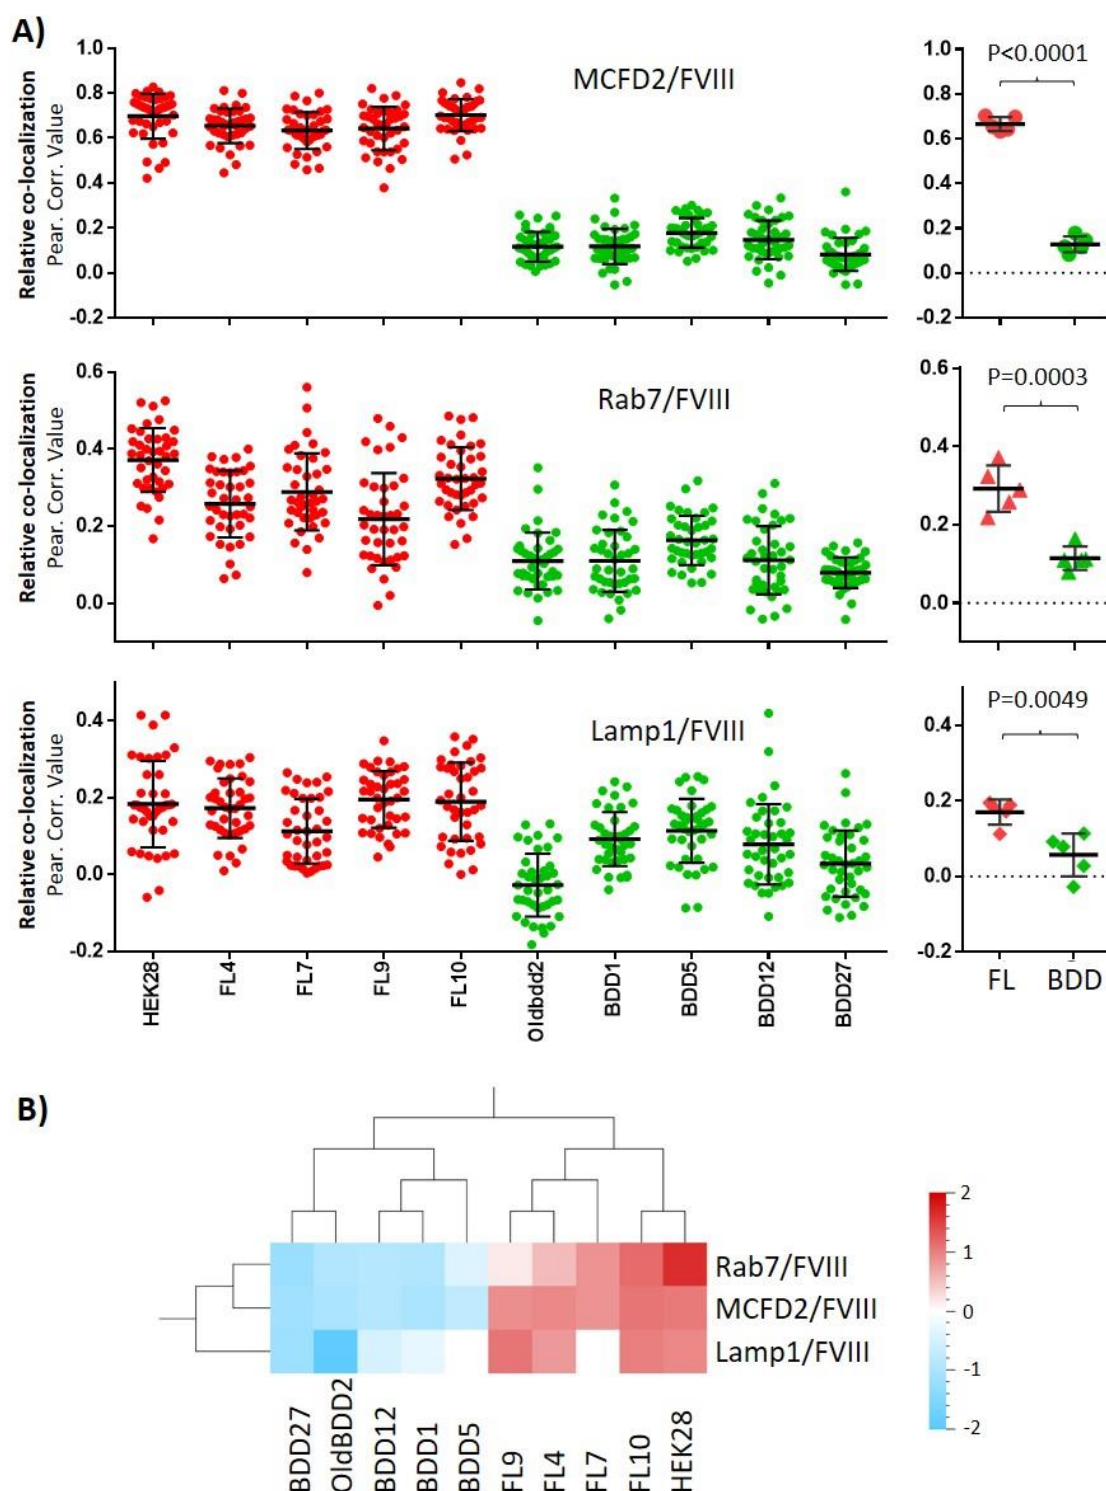 A)
Relative co-localization
Pear. Corr. Value
1.0
0.8
0.6
0.4
0.2
0.0
-0.2
MCFD2/FVIII
1.0
0.8
0.6
0.4
0.2
0.0
-0.2
P<0.0001
Relative co-localization
Pear. Corr. Value
0.6
0.4
0.2
0.0
Rab7/FVIII
0.6
0.4
0.2
0.0
P=0.0003
Relative co-localization
Pear. Corr. Value
0.4
0.2
0.0
-0.2
Lamp1/FVIII
0.4
0.2
0.0
-0.2
P=0.0049
HEK28
FL4
FL7
FL9
FL10
Oldbdd2
BDD1
BDD5
BDD12
BDD27
FL BDD
B)
Rab7/FVIII
MCFD2/FVIII
Lamp1/FVIII
BDD27
OldBDD2
BDD12
BDD1
BDD5
FL9
FL4
FL7
FL10
HEK28
2
1
0
-1
-2